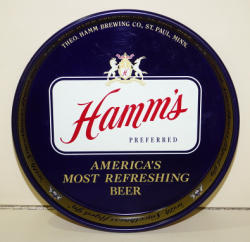 THEO. HAMM BREWING CO., ST. PAUL, MINN.
Hamm's
PREFERRED
AMERICA'S
MOST REFRESHING
BEER